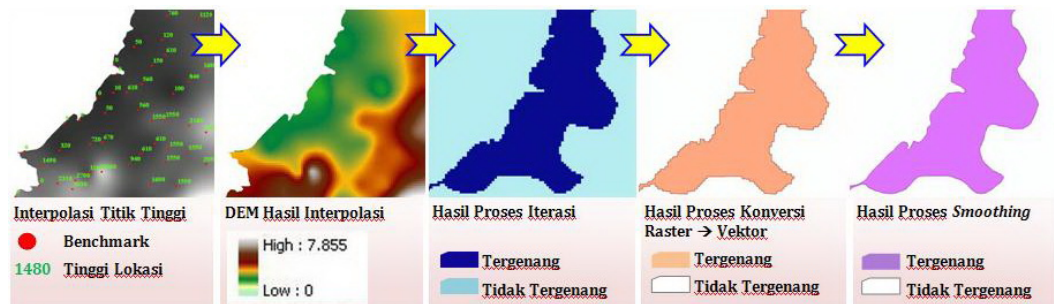 Interpolasi Titik Tinggi
Benchmark
1480 Tinggi Lokasi
DEM Hasil Interpolasi
High : 7.855
Low : 0
Hasil Proses Iterasi
Tergenang
Tidak Tergenang
Hasil Proses Konversi
Raster → Vektor
Tergenang
Tidak Tergenang
Hasil Proses Smoothing
Tergenang
Tidak Tergenang